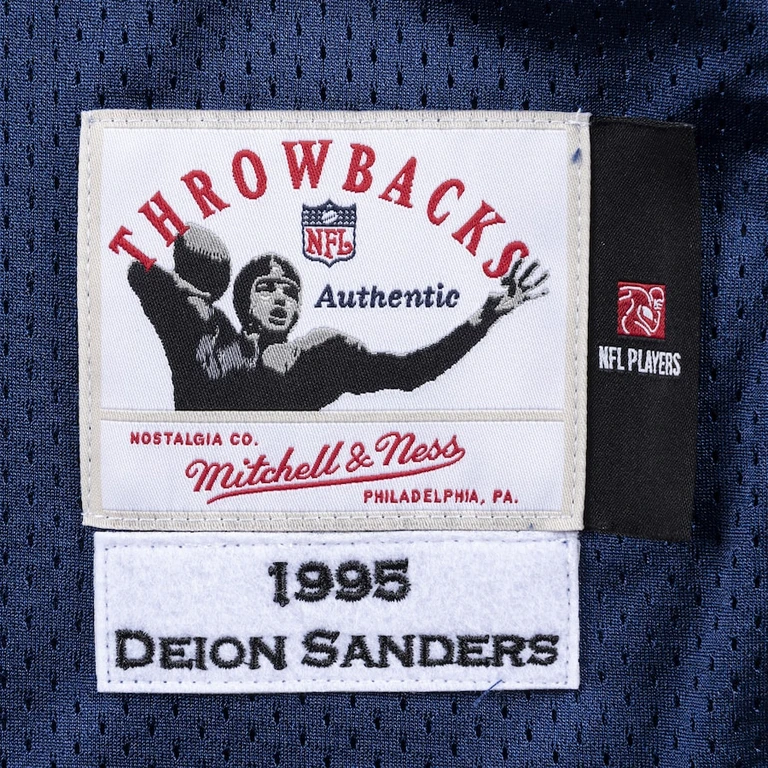 THROWBACKS
NFL
Authentic
NFL PLAYERS
NOSTALGIA CO.
Mitchell & Ness
PHILADELPHIA, PA.
1995
DEION SANDERS